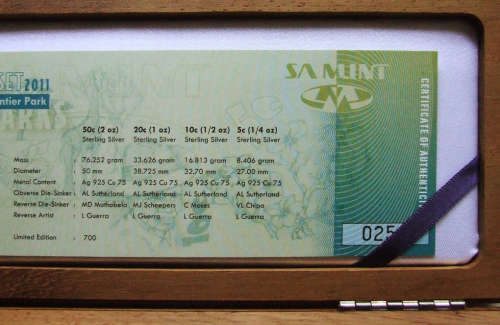 SET 2011
ntier Park
SA MINT
50c (2 oz) 20c (1 oz) 10c (1/2 oz) 5c (1/4 oz)
Sterling Silver Sterling Silver Sterling Silver Sterling Silver
Mass : 76.252 gram 33.626 gram 16.813 gram 8.406 gram
Diameter : 50 mm 38.725 mm 32,70 mm 27.00 mm
Metal Content : Ag 925 Cu 75 Ag 925 Cu 75 Ag 925 Cu 75 Ag 925 Cu 75
Obverse Die-Sinker : AL Sutherland AL Sutherland AL Sutherland AL Sutherland
Reverse Die-Sinker : MD Mothabela MJ Scheepers C Moses VL Chipo
Reverse Artist : L Guerra L Guerra L Guerra L Guerra
Limited Edition : 700
CERTIFICATE OF AUTHENTICI
025